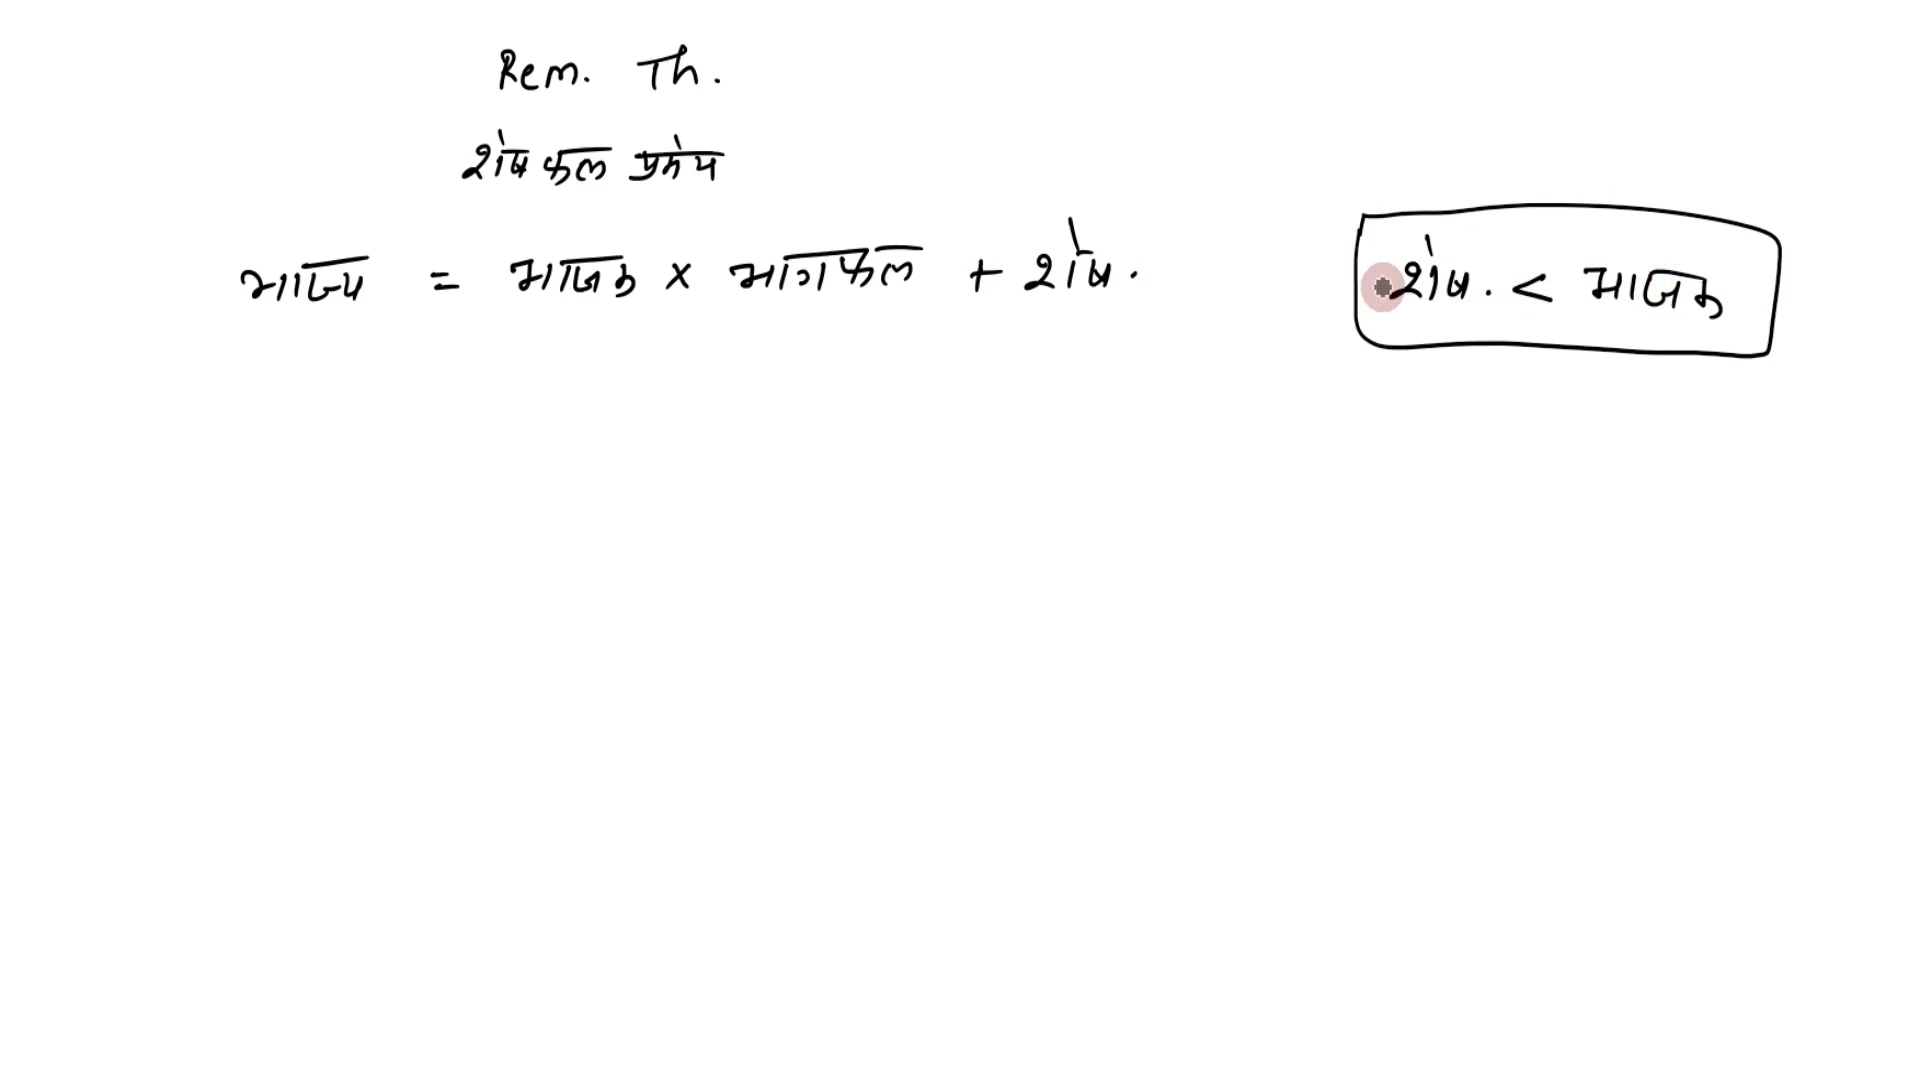 Rem. Th.
शेषफल प्रमेय
भाज्य = भाजक × भागफल + शेष.
शेष. < भाजक